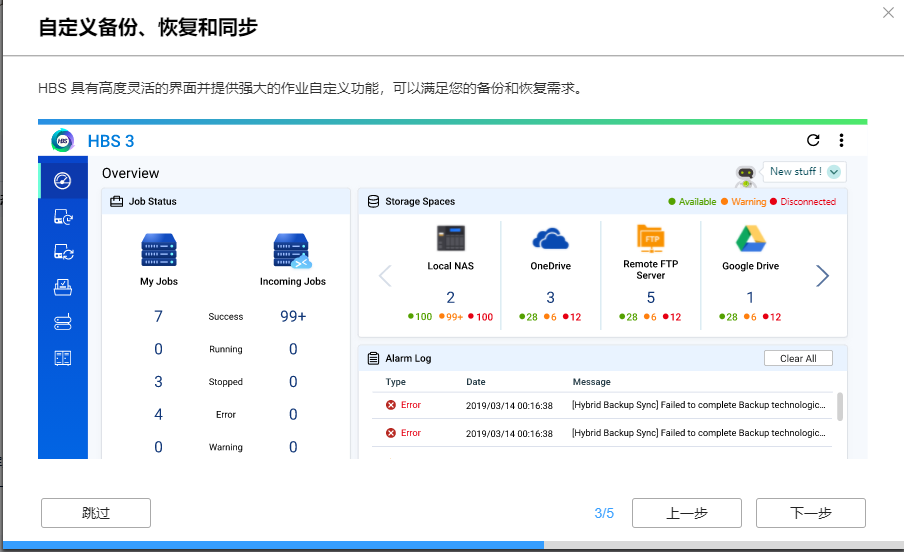 自定义备份、恢复和同步
HBS 具有高度灵活的界面并提供强大的作业自定义功能，可以满足您的备份和恢复需求。
HBS
HBS 3
Overview
New stuff !
Job Status
My Jobs
Incoming Jobs
7 Success 99+
0 Running 0
3 Stopped 0
4 Error 0
0 Warning 0
Storage Spaces
Available Warning Disconnected
Local NAS
2
100 99+ 100
OneDrive
3
28 6 12
FTP
Remote FTP
Server
5
28 6 12
Google Drive
1
28 6 12
Alarm Log
Clear All
Type Date Message
Error 2019/03/14 00:16:38 [Hybrid Backup Sync] Failed to complete Backup technologic...
Error 2019/03/14 00:16:38 [Hybrid Backup Sync] Failed to complete Backup technologic...
跳过
3/5
上一步
下一步